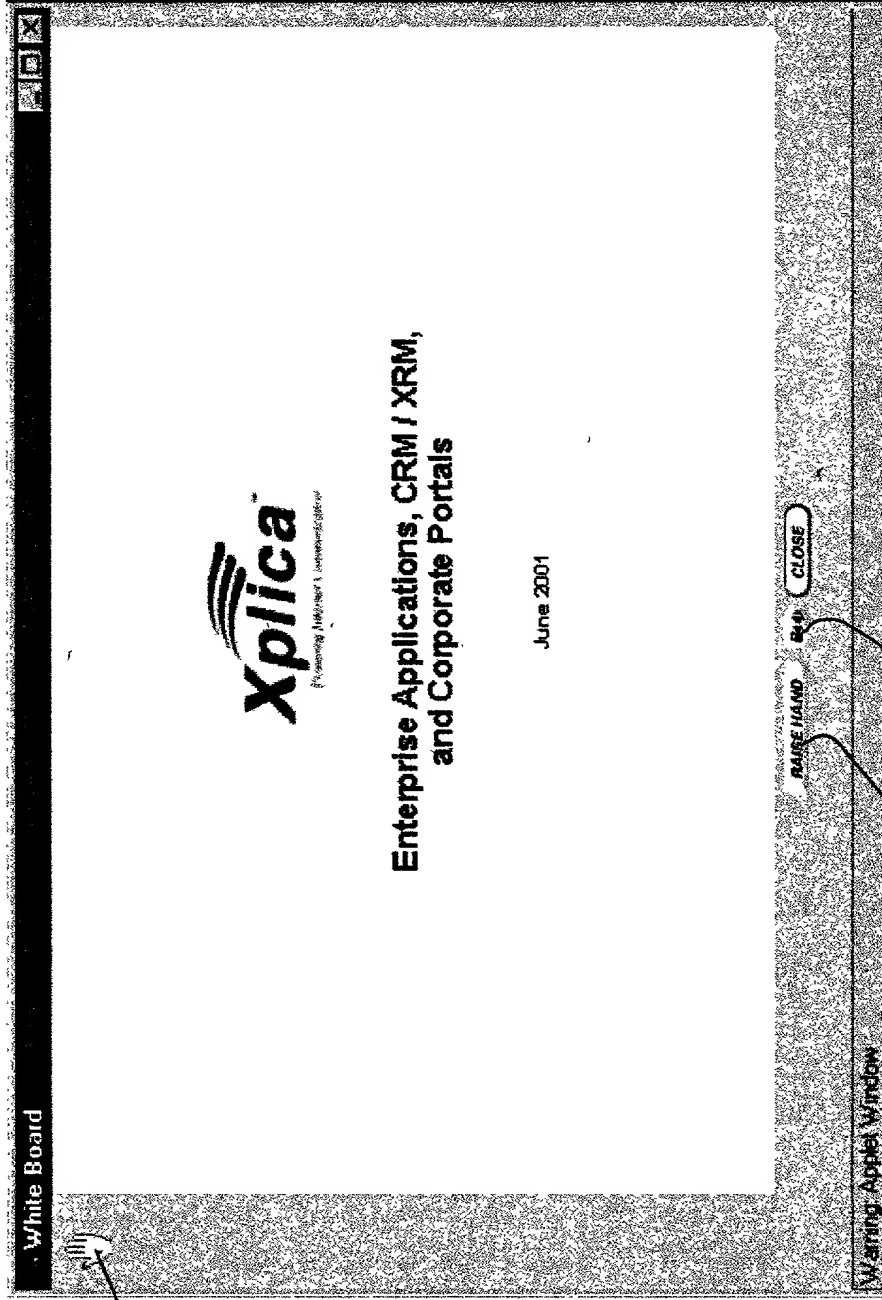 White Board
Xplica
Enterprise Applications, CRM / XRM,
and Corporate Portals
June 2001
RAISE HAND
CLOSE
Warning: Applet Window